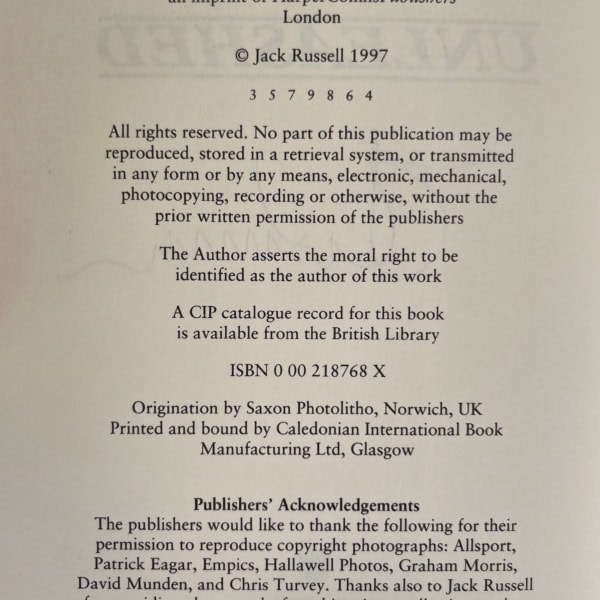 an imprint of HarperCollinsPublishers
London
© Jack Russell 1997
3 5 7 9 8 6 4
All rights reserved. No part of this publication may be
reproduced, stored in a retrieval system, or transmitted
in any form or by any means, electronic, mechanical,
photocopying, recording or otherwise, without the
prior written permission of the publishers
The Author asserts the moral right to be
identified as the author of this work
A CIP catalogue record for this book
is available from the British Library
ISBN 0 00 218768 X
Origination by Saxon Photolitho, Norwich, UK
Printed and bound by Caledonian International Book
Manufacturing Ltd, Glasgow
Publishers' Acknowledgements
The publishers would like to thank the following for their
permission to reproduce copyright photographs: Allsport,
Patrick Eagar, Empics, Hallawell Photos, Graham Morris,
David Munden, and Chris Turvey. Thanks also to Jack Russell
UNLEASHED